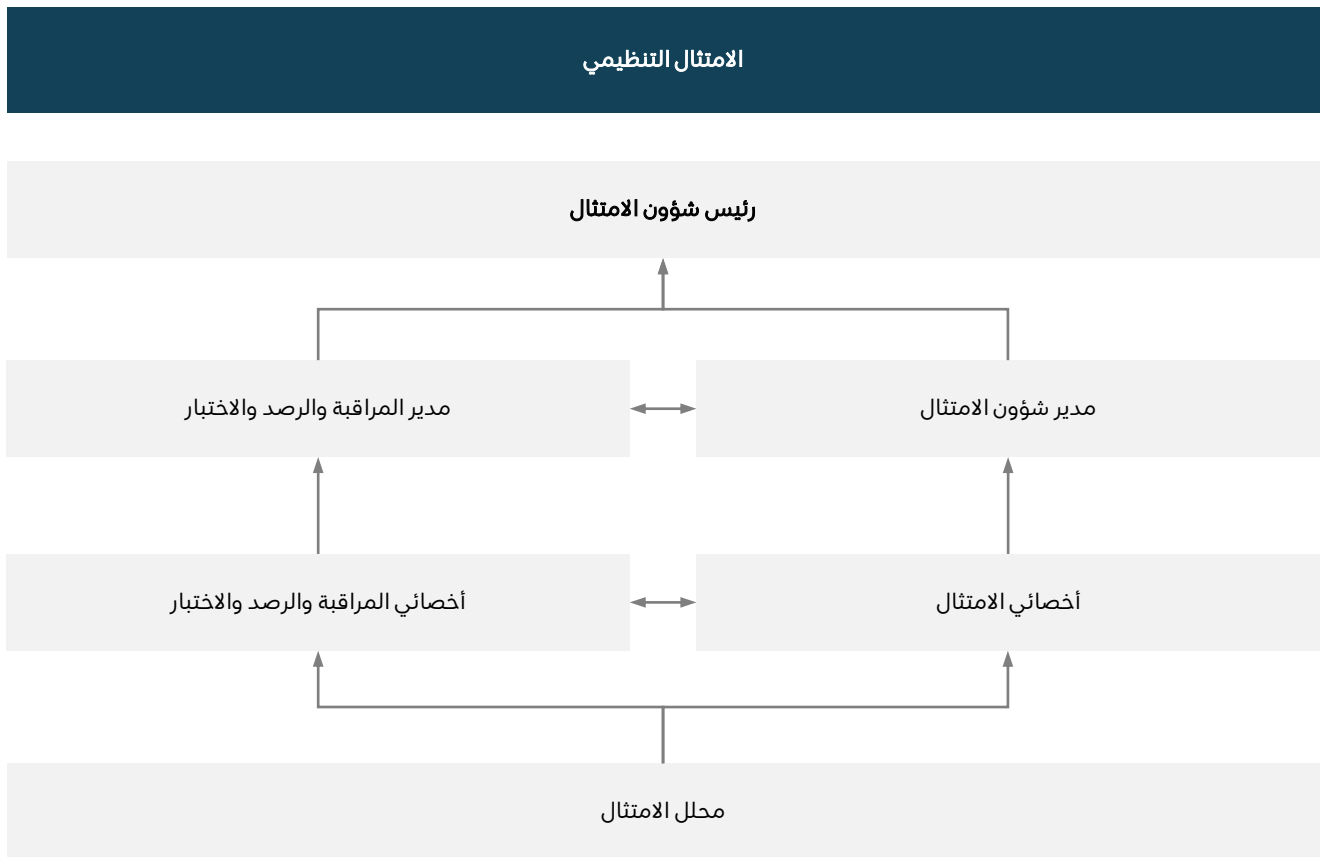 الامتثال التنظيمي
رئيس شؤون الامتثال
مدير شؤون الامتثال
مدير المراقبة والرصد والاختبار
أخصائي الامتثال
أخصائي المراقبة والرصد والاختبار
محلل الامتثال